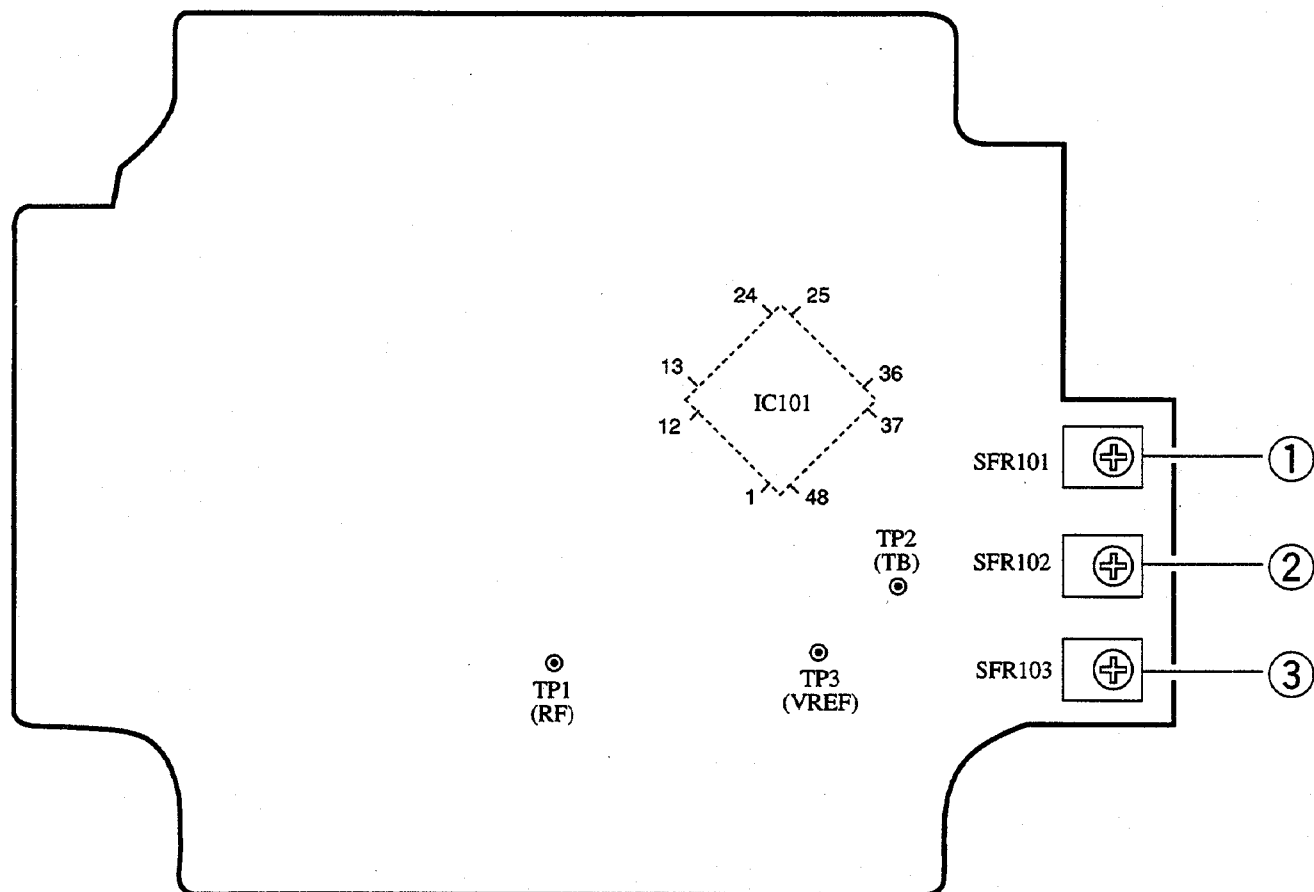 24 25
13 36
IC101
12 37
1 48
SFR101 ①
TP2
(TB)
SFR102 ②
TP1
(RF)
TP3
(VREF)
SFR103 ③